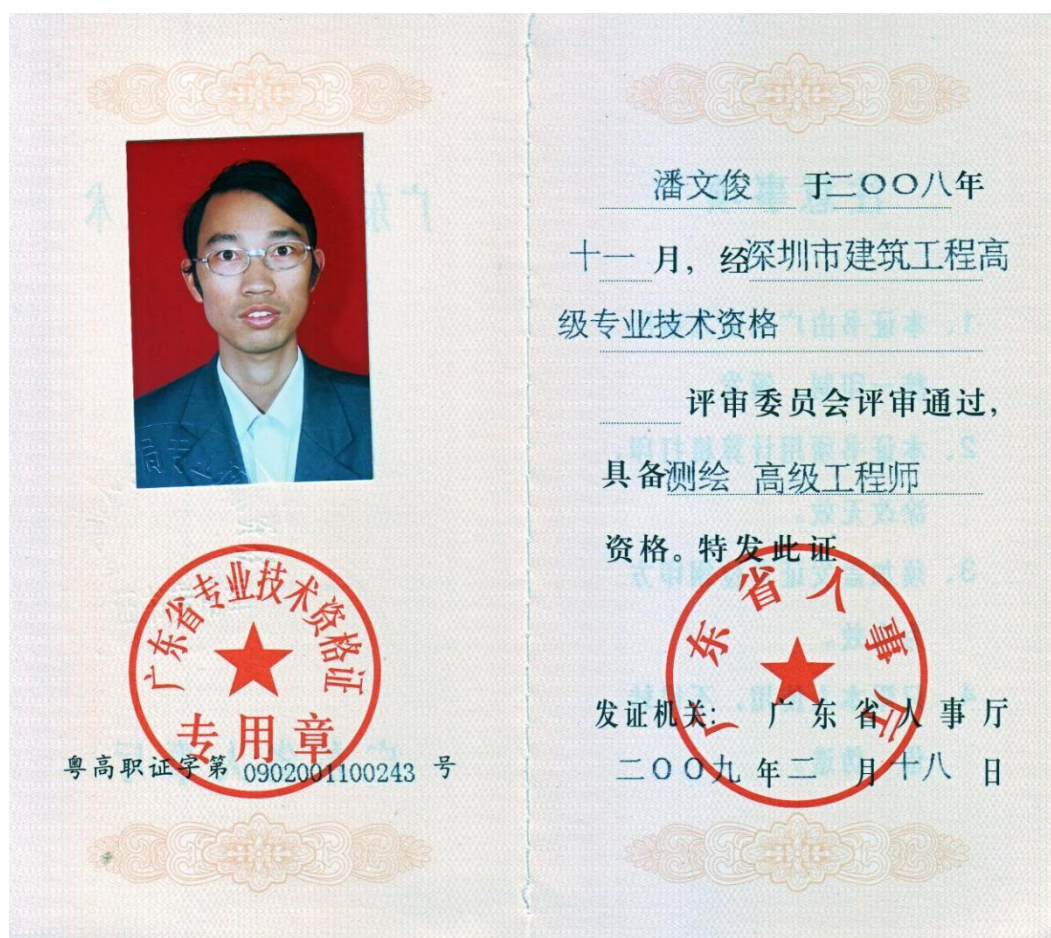 广东省专业技术资格证
专用章
粤高职证字第 0902001100243 号
潘文俊 于二〇〇八年
十一 月，经深圳市建筑工程高
级专业技术资格
评审委员会评审通过，
具备测绘 高级工程师
资格。特发此证
广东省人事厅
发证机关：广东省人事厅
二〇〇九 年二 月十八 日